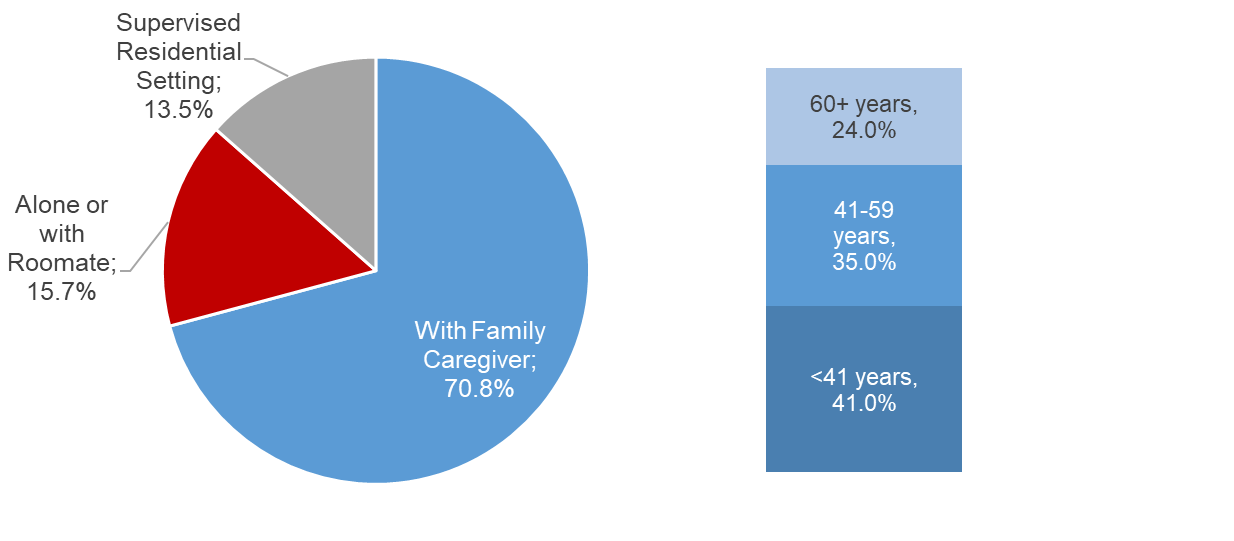 Supervised
Residential
Setting;
13.5%
Alone or
with
Roomate;
15.7%
With Family
Caregiver;
70.8%
60+ years,
24.0%
41-59
years,
35.0%
<41 years,
41.0%